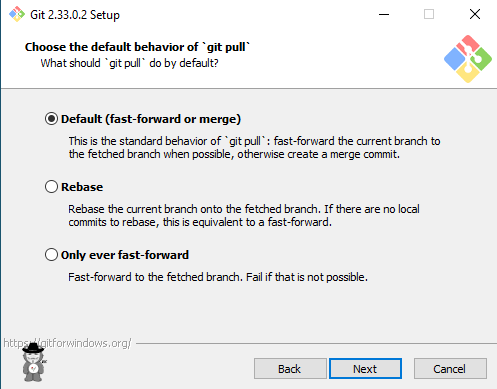 Git 2.33.0.2 Setup
Choose the default behavior of `git pull`
What should `git pull` do by default?
Default (fast-forward or merge)
This is the standard behavior of `git pull`: fast-forward the current branch to
the fetched branch when possible, otherwise create a merge commit.
Rebase
Rebase the current branch onto the fetched branch. If there are no local
commits to rebase, this is equivalent to a fast-forward.
Only ever fast-forward
Fast-forward to the fetched branch. Fail if that is not possible.
https://gitforwindows.org/
Back
Next
Cancel